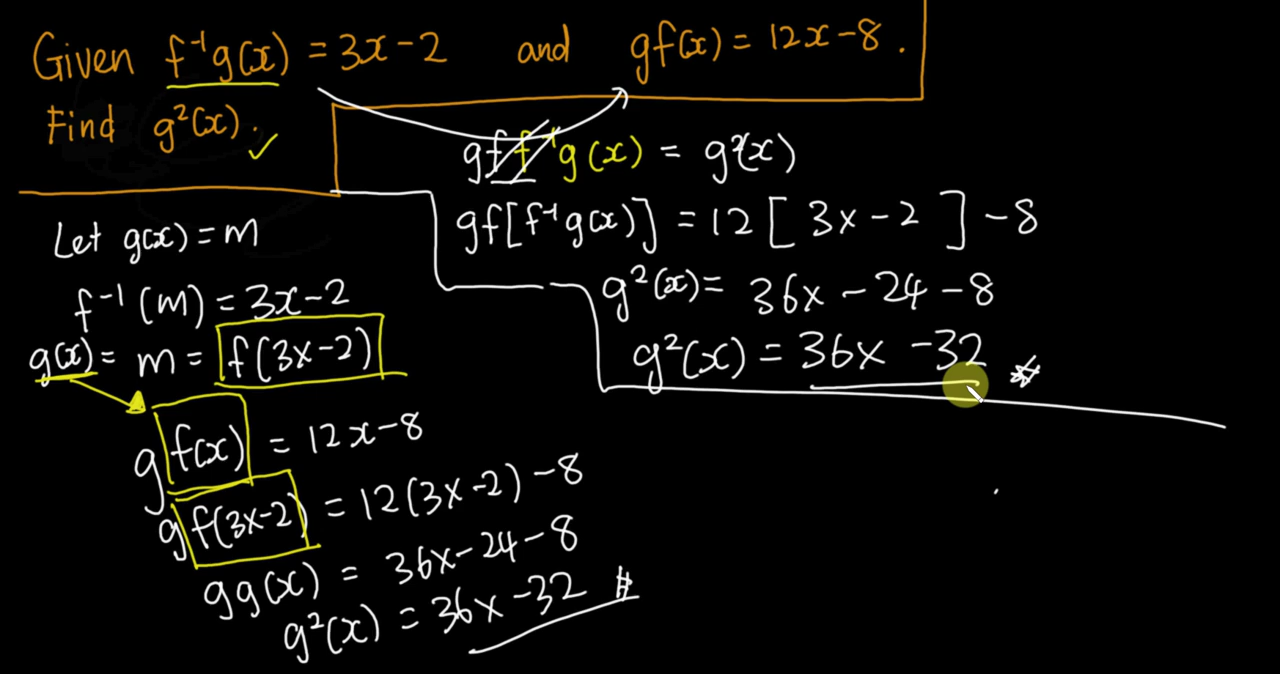 Given f⁻¹g(x) = 3x-2 and gf(x) = 12x-8.
Find g²(x). ✓
Let g(x) = m
f⁻¹(m) = 3x-2
g(x) = m = f(3x-2)
gf(x) = 12x-8
gf(3x-2) = 12(3x-2) -8
gg(x) = 36x-24-8
g²(x) = 36x-32 #
gff⁻¹g(x) = g²(x)
gf[f⁻¹g(x)] = 12[3x-2] -8
g²(x) = 36x-24-8
g²(x) = 36x-32 #